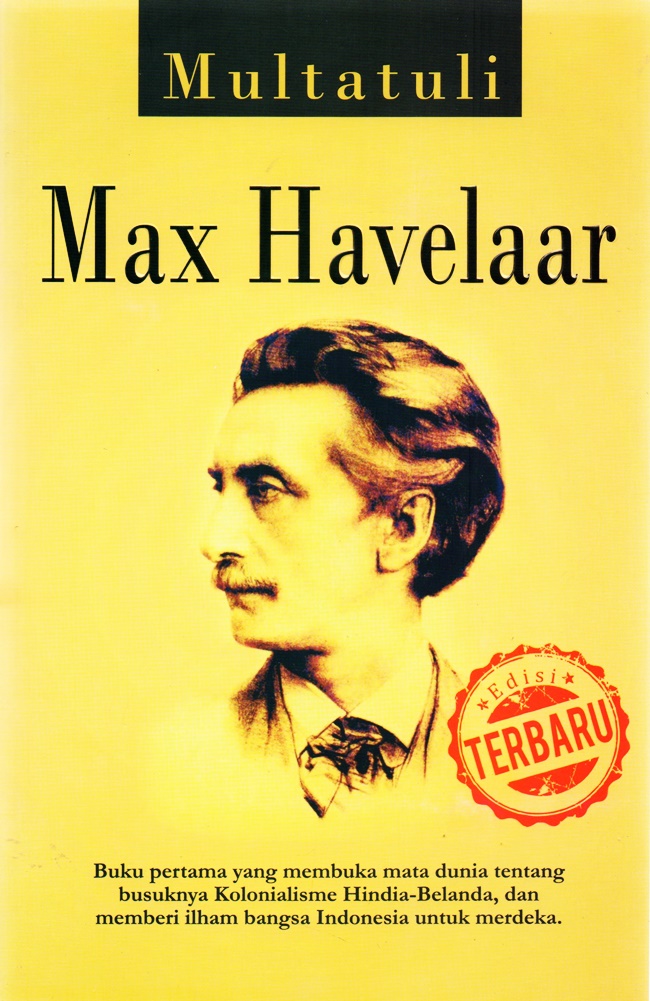 Multatuli
Max Havelaar
Edisi
TERBARU
Buku pertama yang membuka mata dunia tentang
busuknya Kolonialisme Hindia-Belanda, dan
memberi ilham bangsa Indonesia untuk merdeka.